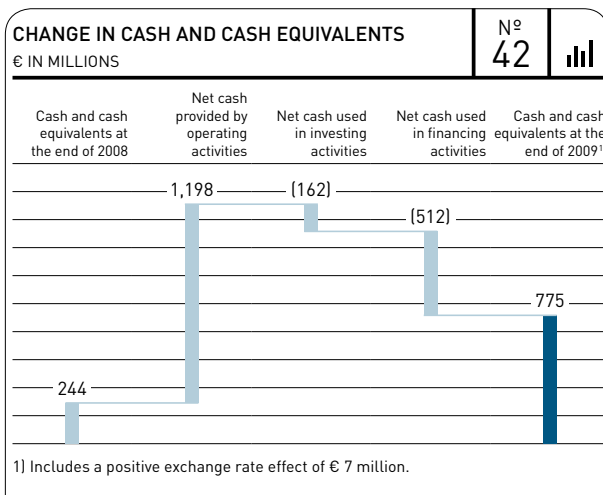 CHANGE IN CASH AND CASH EQUIVALENTS
€ IN MILLIONS
Nº
42
Cash and cash
equivalents at
the end of 2008
Net cash
provided by
operating
activities
Net cash used
in investing
activities
Net cash used
in financing
activities
Cash and cash
equivalents at the
end of 2009¹
1,198
(162)
(512)
775
244
1) Includes a positive exchange rate effect of € 7 million.